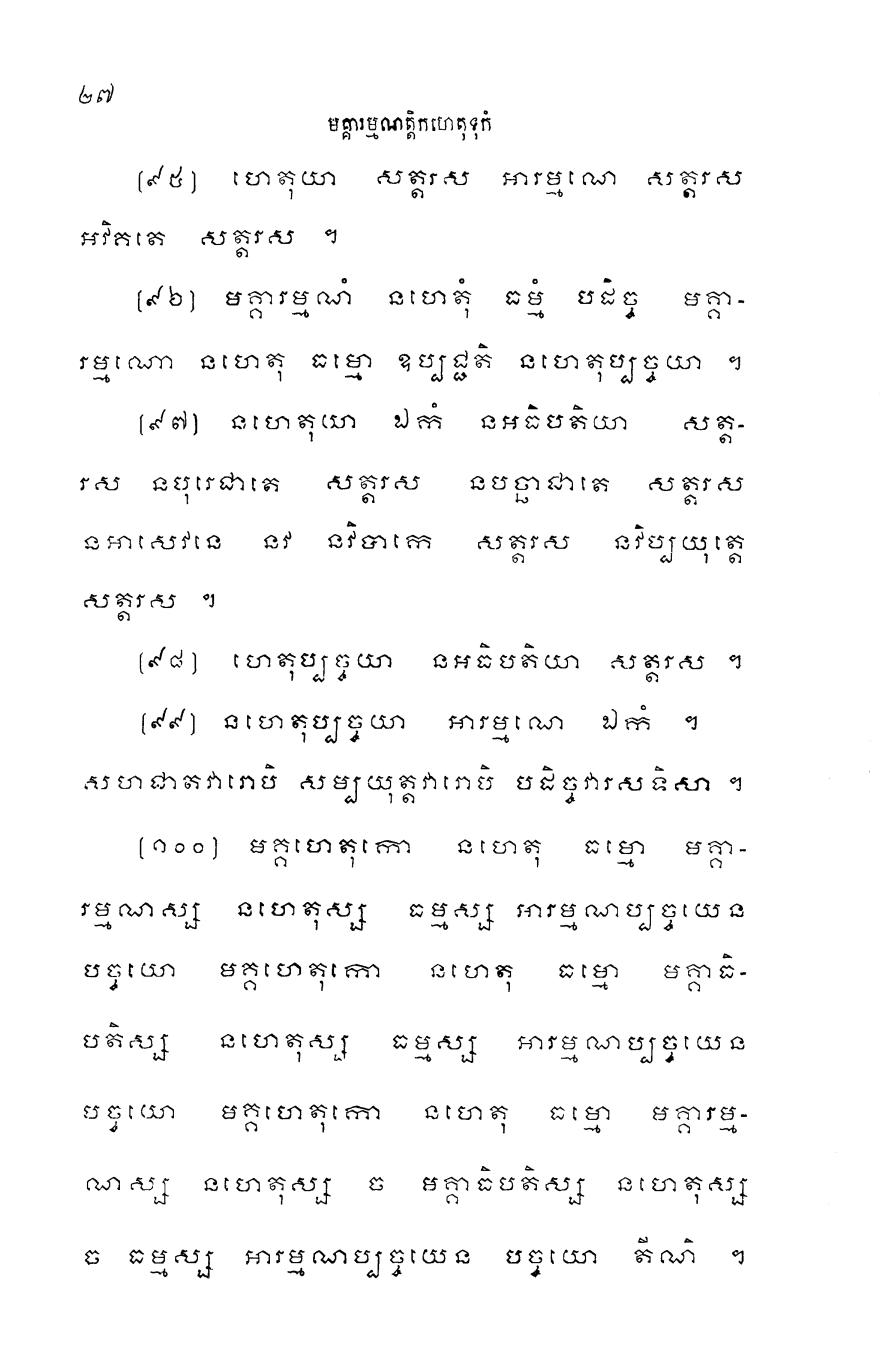 ២៧
មគ្គារម្មណត្តិកហេតុទុកំ
(៩៥) ហេតុយា សត្តរស អារម្មណេ សត្តរស
អវិគតេ សត្តរស ។
(៩៦) មគ្គារម្មណំ នហេតុំ ធម្មំ បដិច្ច មគ្គា-
រម្មណោ នហេតុ ធម្មោ ឧប្បជ្ជតិ នហេតុប្បច្ចយា ។
(៩៧) នហេតុយា ឯកំ នអធិបតិយា សត្ត-
រស នបុរេជាតេ សត្តរស នបច្ឆាជាតេ សត្តរស
នអាសេវនេ នវ នវិបាកេ សត្តរស នវិប្បយុត្តេ
សត្តរស ។
(៩៨) ហេតុប្បច្ចយា នអធិបតិយា សត្តរស ។
(៩៩) នហេតុប្បច្ចយា អារម្មណេ ឯកំ ។
សហជាតវារោបិ សម្បយុត្តវារោបិ បដិច្ចវារសទិសា ។
(១០០) មគ្គហេតុកោ នហេតុ ធម្មោ មគ្គា-
រម្មណស្ស នហេតុស្ស ធម្មស្ស អារម្មណប្បច្ចយេន
បច្ចយោ មគ្គហេតុកោ នហេតុ ធម្មោ មគ្គាធិ-
បតិស្ស នហេតុស្ស ធម្មស្ស អារម្មណប្បច្ចយេន
បច្ចយោ មគ្គហេតុកោ នហេតុ ធម្មោ មគ្គារម្ម-
ណស្ស នហេតុស្ស ច មគ្គាធិបតិស្ស នហេតុស្ស
ច ធម្មស្ស អារម្មណប្បច្ចយេន បច្ចយោ តីណិ ។